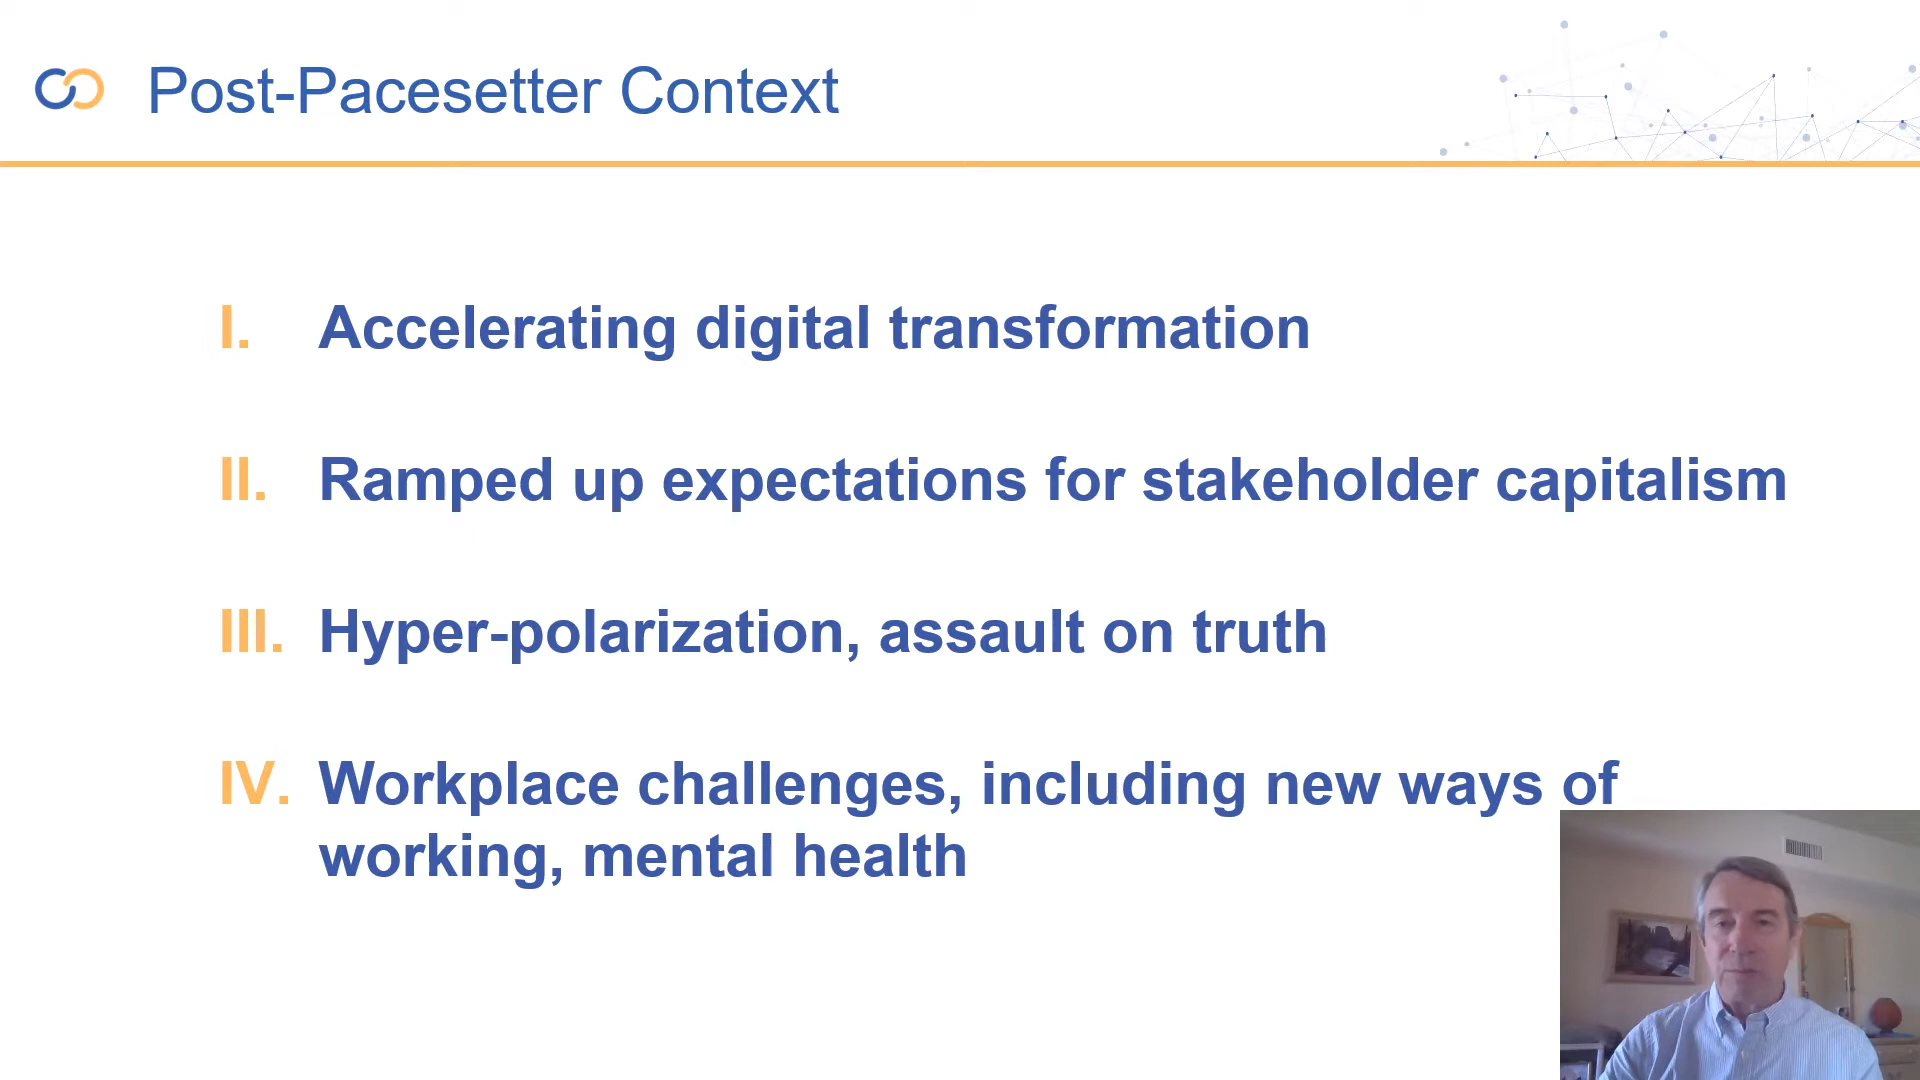 Post-Pacesetter Context
I. Accelerating digital transformation
II. Ramped up expectations for stakeholder capitalism
III. Hyper-polarization, assault on truth
IV. Workplace challenges, including new ways of
working, mental health